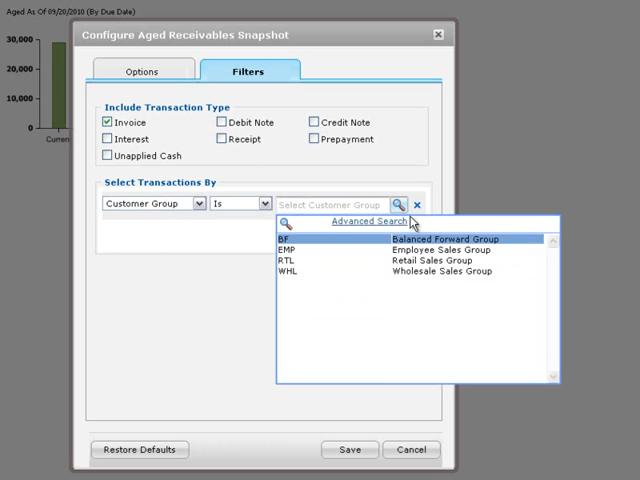 Aged As Of 09/20/2010 (By Due Date)
30,000
20,000
10,000
0
Curren
Configure Aged Receivables Snapshot
Options
Filters
Include Transaction Type
Invoice
Debit Note
Credit Note
Interest
Receipt
Prepayment
Unapplied Cash
Select Transactions By
Customer Group
Is
Select Customer Group
Advanced Search
BF Balanced Forward Group
EMP Employee Sales Group
RTL Retail Sales Group
WHL Wholesale Sales Group
Restore Defaults
Save
Cancel